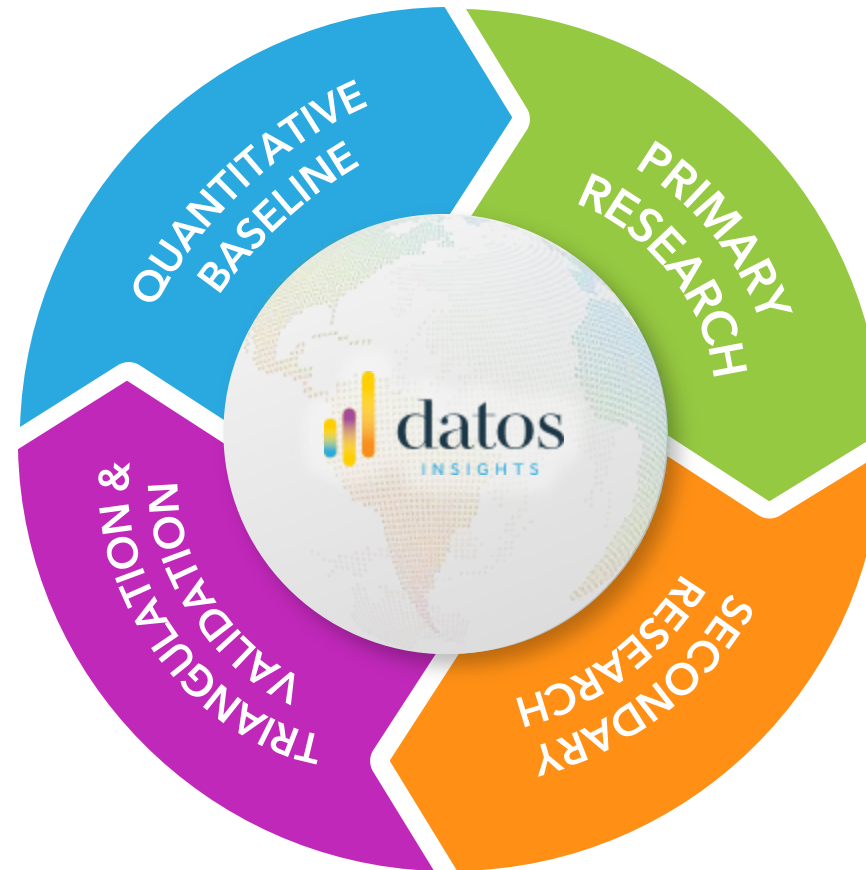 QUANTITATIVE
BASELINE
PRIMARY
RESEARCH
SECONDARY
RESEARCH
TRIANGULATION &
VALIDATION
datos
INSIGHTS